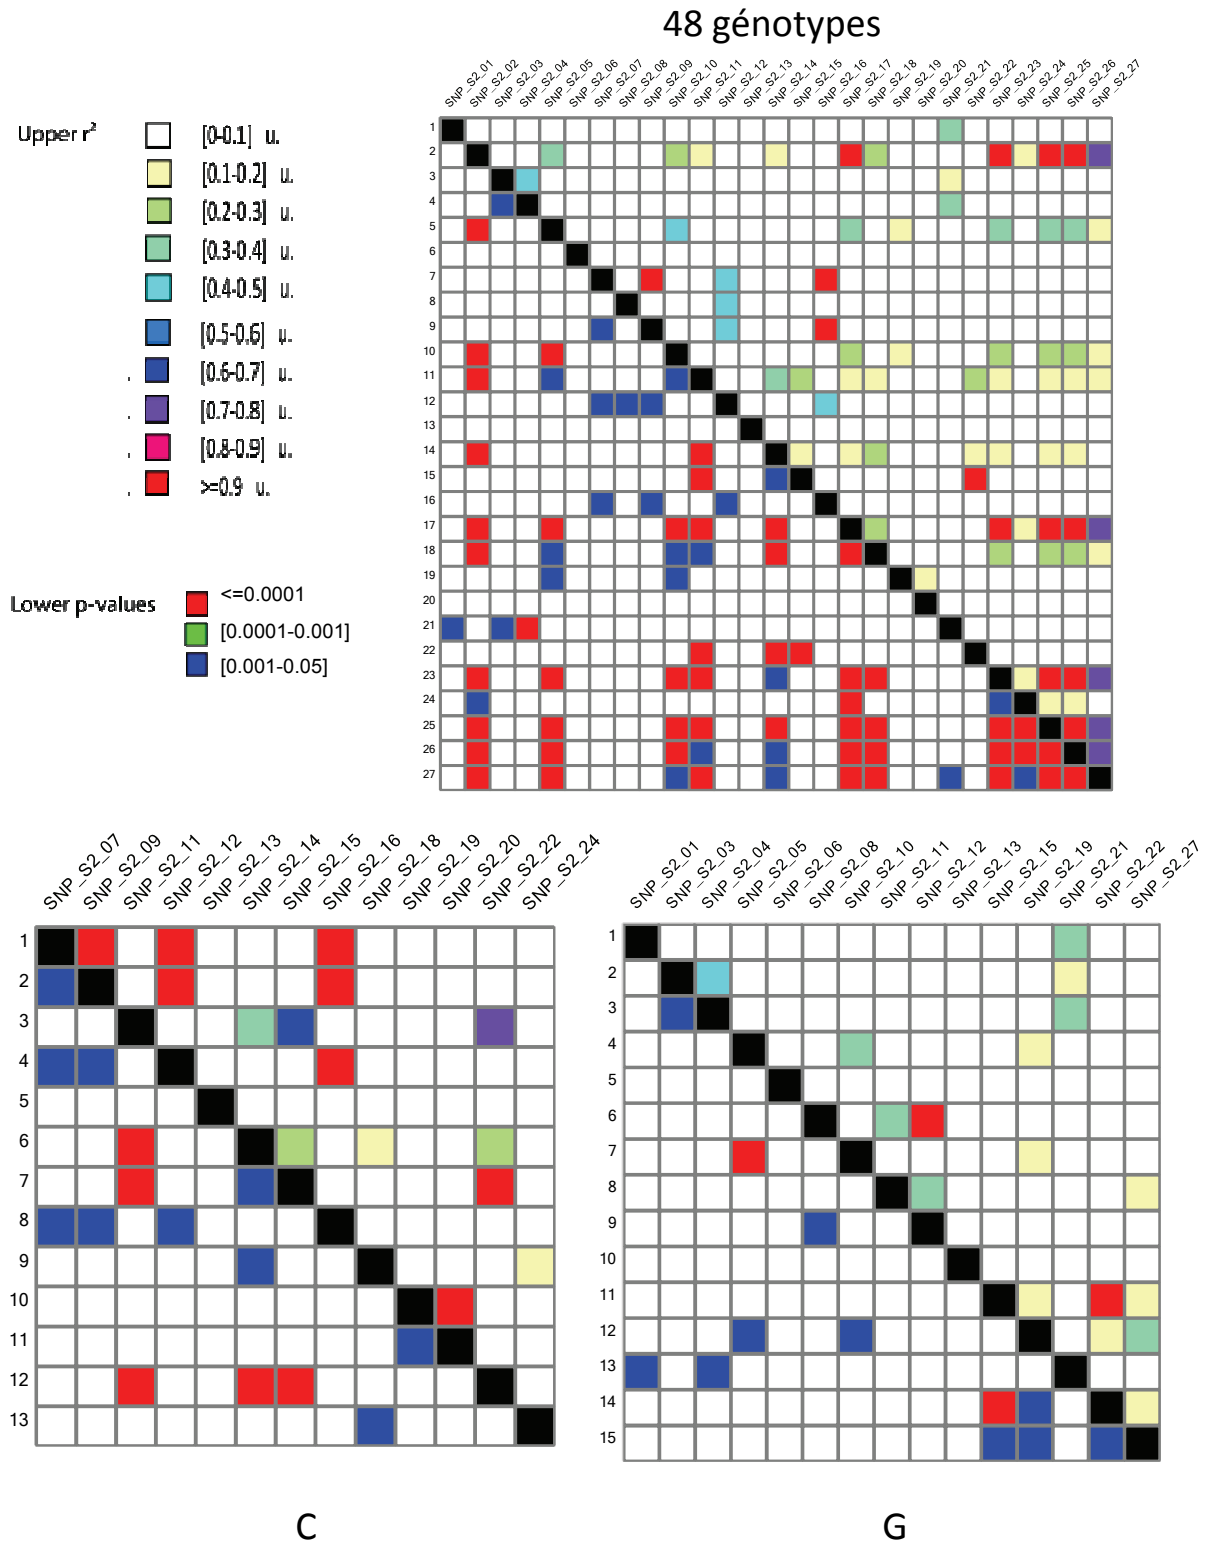 48 génotypes
SNP_S2_01
SNP_S2_02
SNP_S2_03
SNP_S2_04
SNP_S2_05
SNP_S2_06
SNP_S2_07
SNP_S2_08
SNP_S2_09
SNP_S2_10
SNP_S2_11
SNP_S2_12
SNP_S2_13
SNP_S2_14
SNP_S2_15
SNP_S2_16
SNP_S2_17
SNP_S2_18
SNP_S2_19
SNP_S2_20
SNP_S2_21
SNP_S2_22
SNP_S2_23
SNP_S2_24
SNP_S2_25
SNP_S2_26
SNP_S2_27
Upper r²
[0-0.1] u.
[0.1-0.2] u.
[0.2-0.3] u.
[0.3-0.4] u.
[0.4-0.5] u.
[0.5-0.6] u.
[0.6-0.7] u.
[0.7-0.8] u.
[0.8-0.9] u.
>=0.9 u.
Lower p-values
<=0.0001
[0.0001-0.001]
[0.001-0.05]
1
2
3
4
5
6
7
8
9
10
11
12
13
14
15
16
17
18
19
20
21
22
23
24
25
26
27
SNP_S2_07
SNP_S2_09
SNP_S2_11
SNP_S2_12
SNP_S2_13
SNP_S2_14
SNP_S2_15
SNP_S2_16
SNP_S2_18
SNP_S2_19
SNP_S2_20
SNP_S2_22
SNP_S2_24
1
2
3
4
5
6
7
8
9
10
11
12
13
C
SNP_S2_01
SNP_S2_03
SNP_S2_04
SNP_S2_05
SNP_S2_06
SNP_S2_08
SNP_S2_10
SNP_S2_11
SNP_S2_12
SNP_S2_13
SNP_S2_15
SNP_S2_19
SNP_S2_21
SNP_S2_22
SNP_S2_27
1
2
3
4
5
6
7
8
9
10
11
12
13
14
15
G